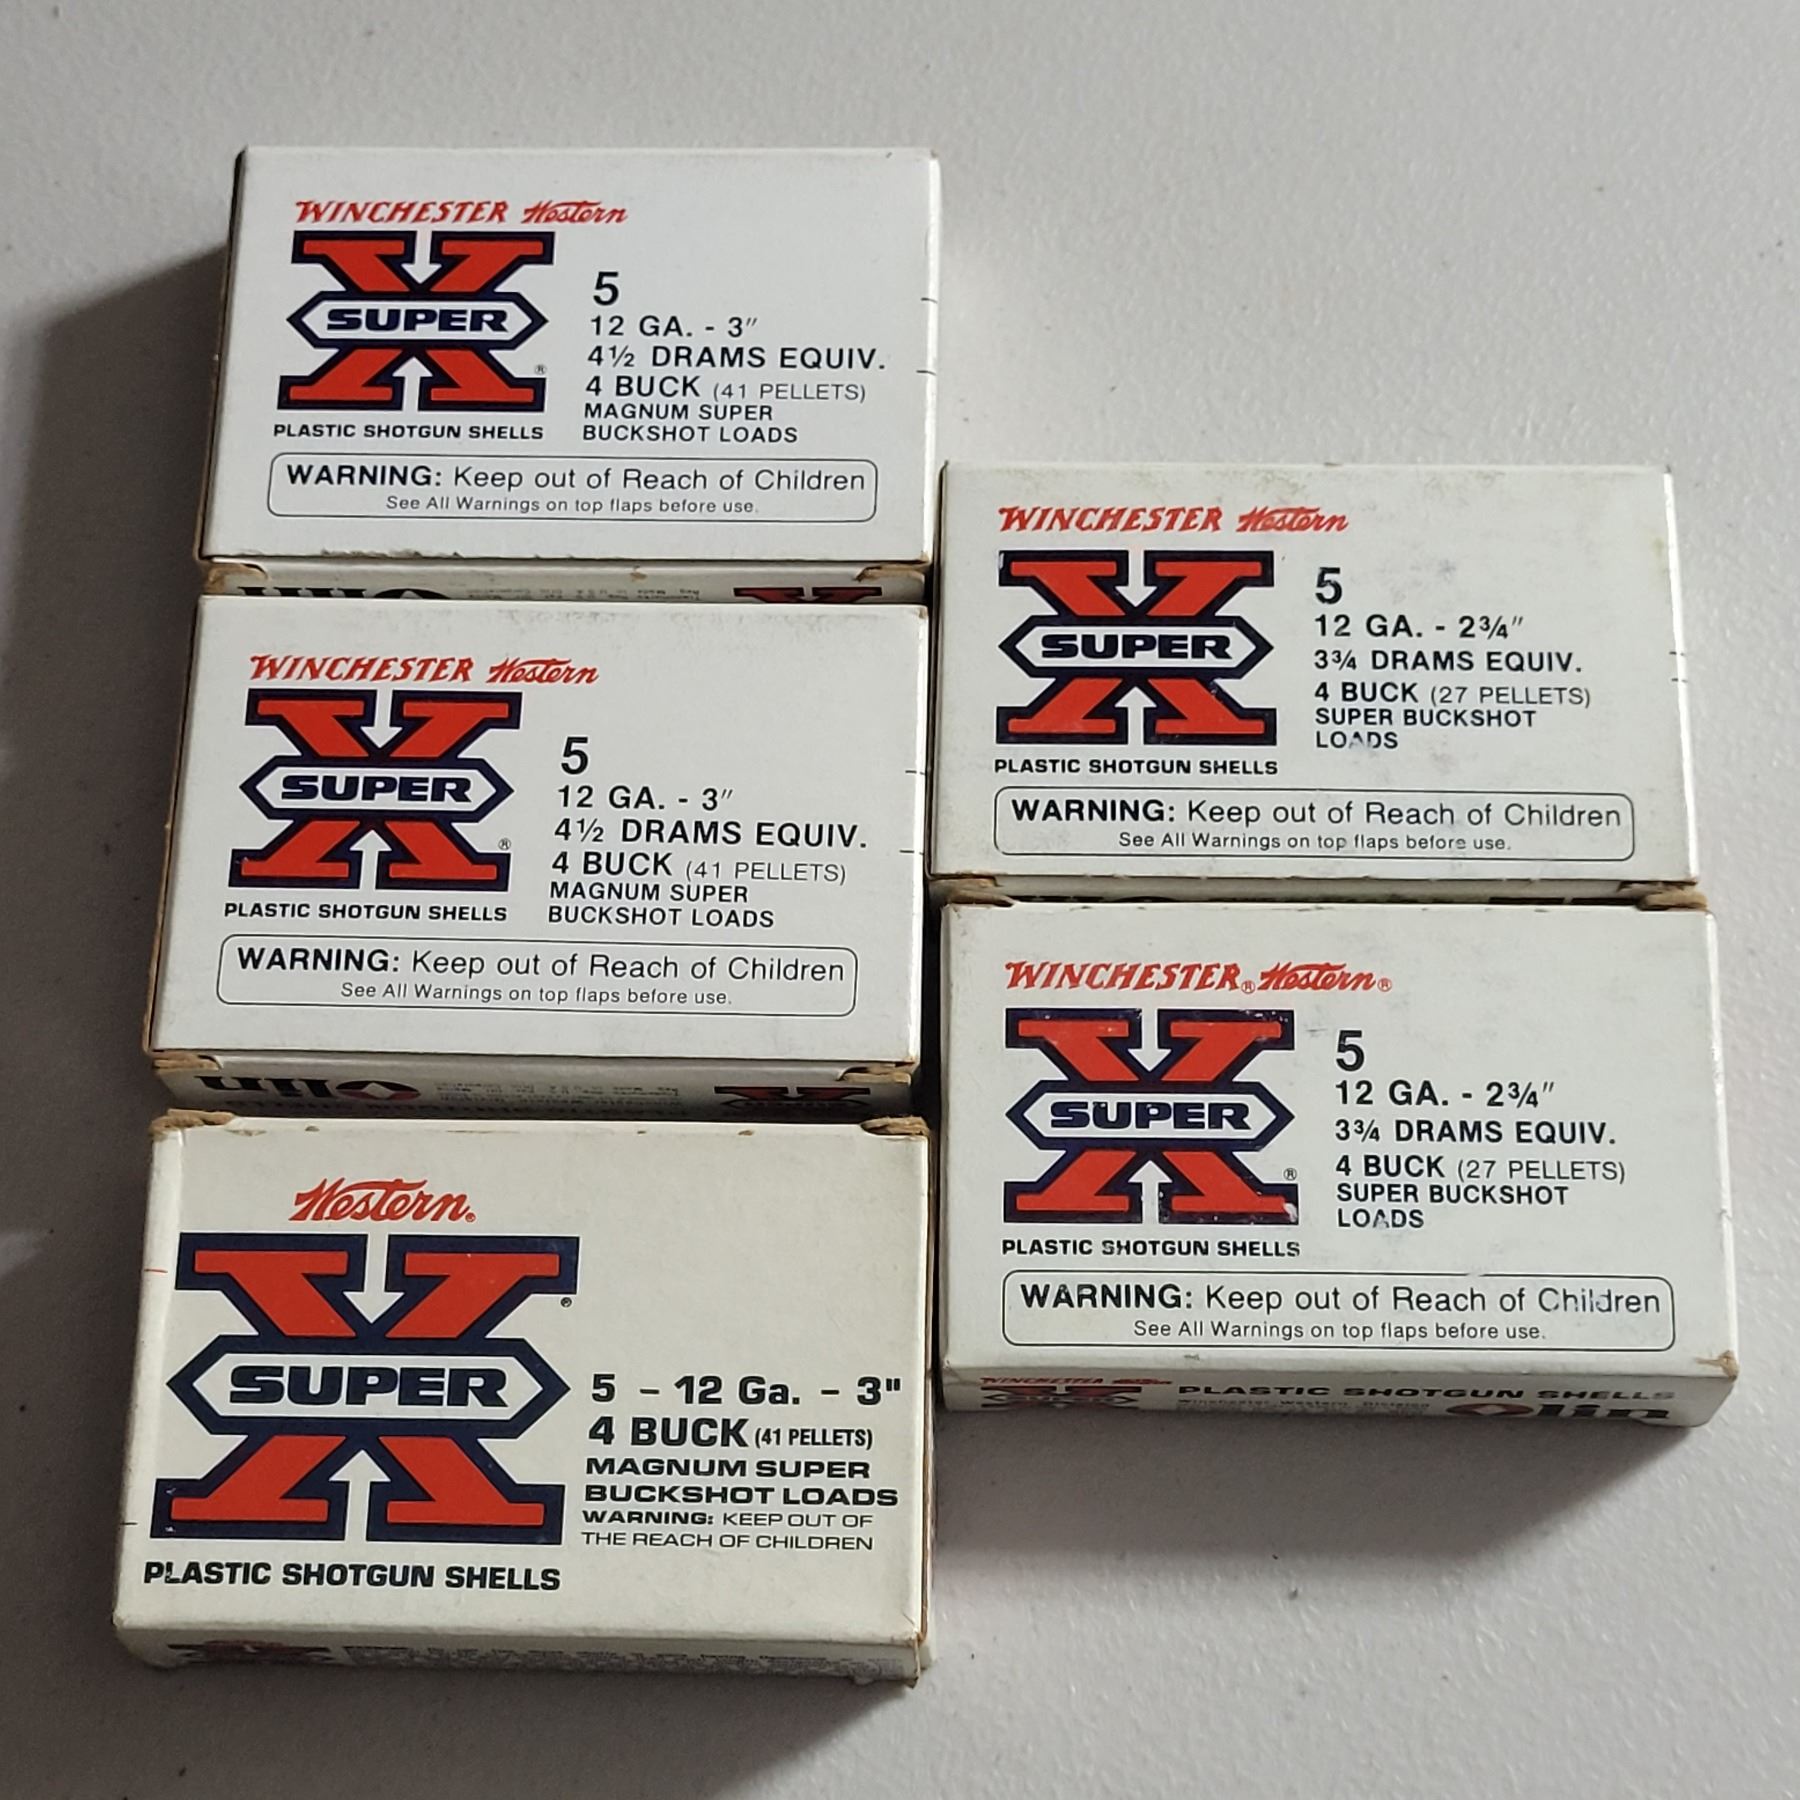 WINCHESTER Western
X
SUPER
®
PLASTIC SHOTGUN SHELLS
5
12 GA. - 3"
4½ DRAMS EQUIV.
4 BUCK (41 PELLETS)
MAGNUM SUPER
BUCKSHOT LOADS
WARNING: Keep out of Reach of Children
See All Warnings on top flaps before use.
Olin
WINCHESTER Western
X
SUPER
®
PLASTIC SHOTGUN SHELLS
5
12 GA. - 3"
4½ DRAMS EQUIV.
4 BUCK (41 PELLETS)
MAGNUM SUPER
BUCKSHOT LOADS
WARNING: Keep out of Reach of Children
See All Warnings on top flaps before use.
Olin
Western®
X
SUPER
®
PLASTIC SHOTGUN SHELLS
5 - 12 Ga. - 3"
4 BUCK (41 PELLETS)
MAGNUM SUPER
BUCKSHOT LOADS
WARNING: KEEP OUT OF
THE REACH OF CHILDREN
WINCHESTER Western
X
SUPER
PLASTIC SHOTGUN SHELLS
5
12 GA. - 2¾"
3¾ DRAMS EQUIV.
4 BUCK (27 PELLETS)
SUPER BUCKSHOT
LOADS
WARNING: Keep out of Reach of Children
See All Warnings on top flaps before use.
WINCHESTER® Western®
X
SUPER
®
PLASTIC SHOTGUN SHELLS
5
12 GA. - 2¾"
3¾ DRAMS EQUIV.
4 BUCK (27 PELLETS)
SUPER BUCKSHOT
LOADS
WARNING: Keep out of Reach of Children
See All Warnings on top flaps before use.
WINCHESTER Western
PLASTIC SHOTGUN SHELLS
Winchester-Western Division
Olin